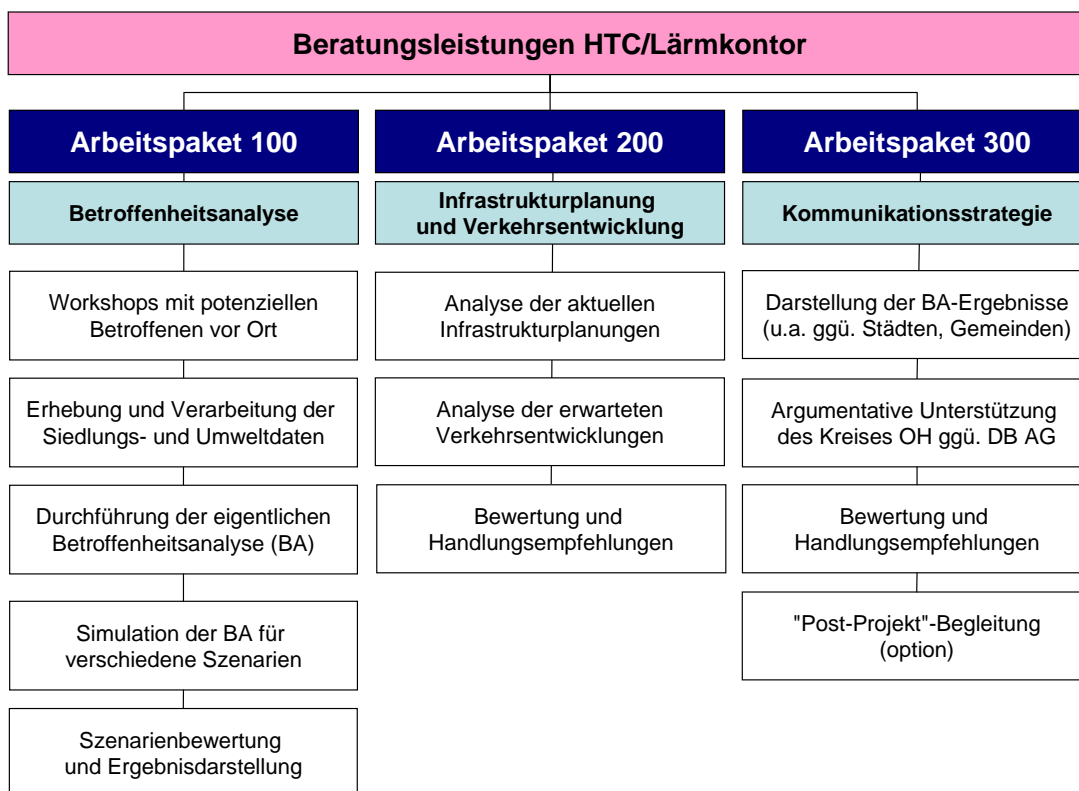 Beratungsleistungen HTC/Lärmkontor
Arbeitspaket 100
Betroffenheitsanalyse
Workshops mit potenziellen
Betroffenen vor Ort
Erhebung und Verarbeitung der
Siedlungs- und Umweltdaten
Durchführung der eigentlichen
Betroffenheitsanalyse (BA)
Simulation der BA für
verschiedene Szenarien
Szenarienbewertung
und Ergebnisdarstellung
Arbeitspaket 200
Infrastrukturplanung
und Verkehrsentwicklung
Analyse der aktuellen
Infrastrukturplanungen
Analyse der erwarteten
Verkehrsentwicklungen
Bewertung und
Handlungsempfehlungen
Arbeitspaket 300
Kommunikationsstrategie
Darstellung der BA-Ergebnisse
(u.a. ggü. Städten, Gemeinden)
Argumentative Unterstützung
des Kreises OH ggü. DB AG
Bewertung und
Handlungsempfehlungen
"Post-Projekt"-Begleitung
(option)